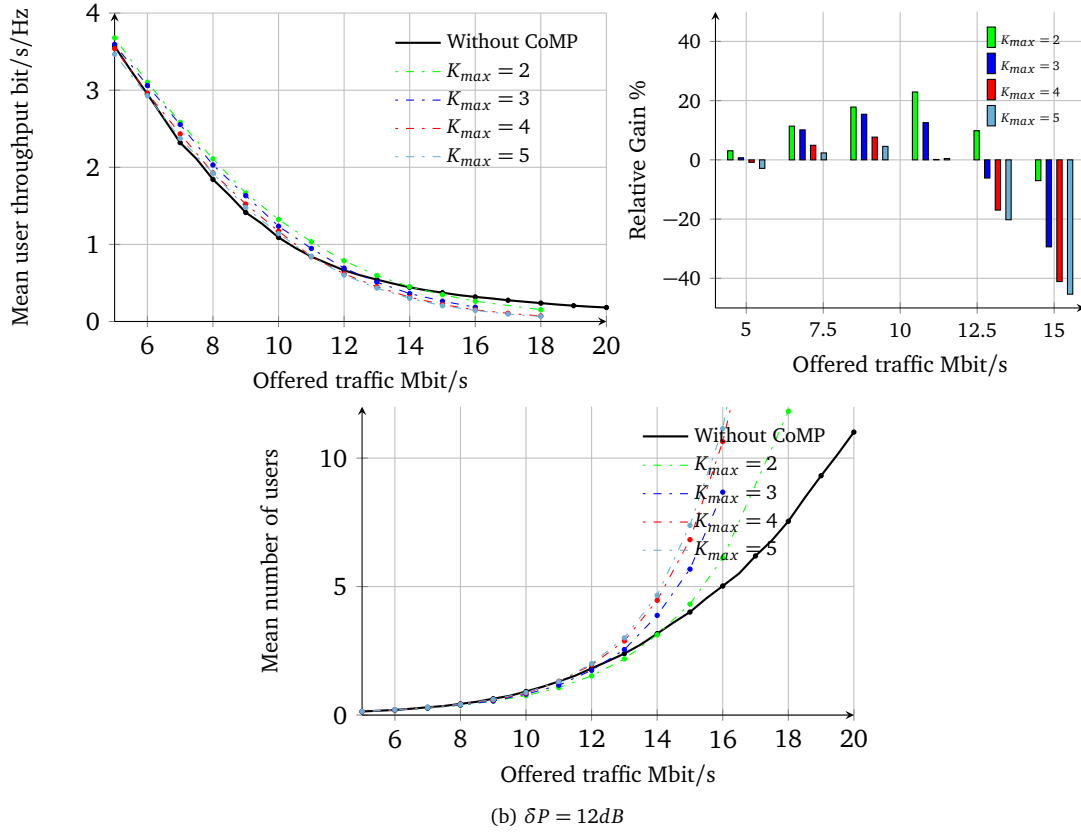 Mean user throughput bit/s/Hz
4
3
2
1
0
6 8 10 12 14 16 18 20
Offered traffic Mbit/s
Without CoMP
K_max = 2
K_max = 3
K_max = 4
K_max = 5
Relative Gain %
40
20
0
−20
−40
5 7.5 10 12.5 15
Offered traffic Mbit/s
K_max = 2
K_max = 3
K_max = 4
K_max = 5
Mean number of users
10
5
0
6 8 10 12 14 16 18 20
Offered traffic Mbit/s
Without CoMP
K_max = 2
K_max = 3
K_max = 4
K_max = 5
(b) δP = 12dB